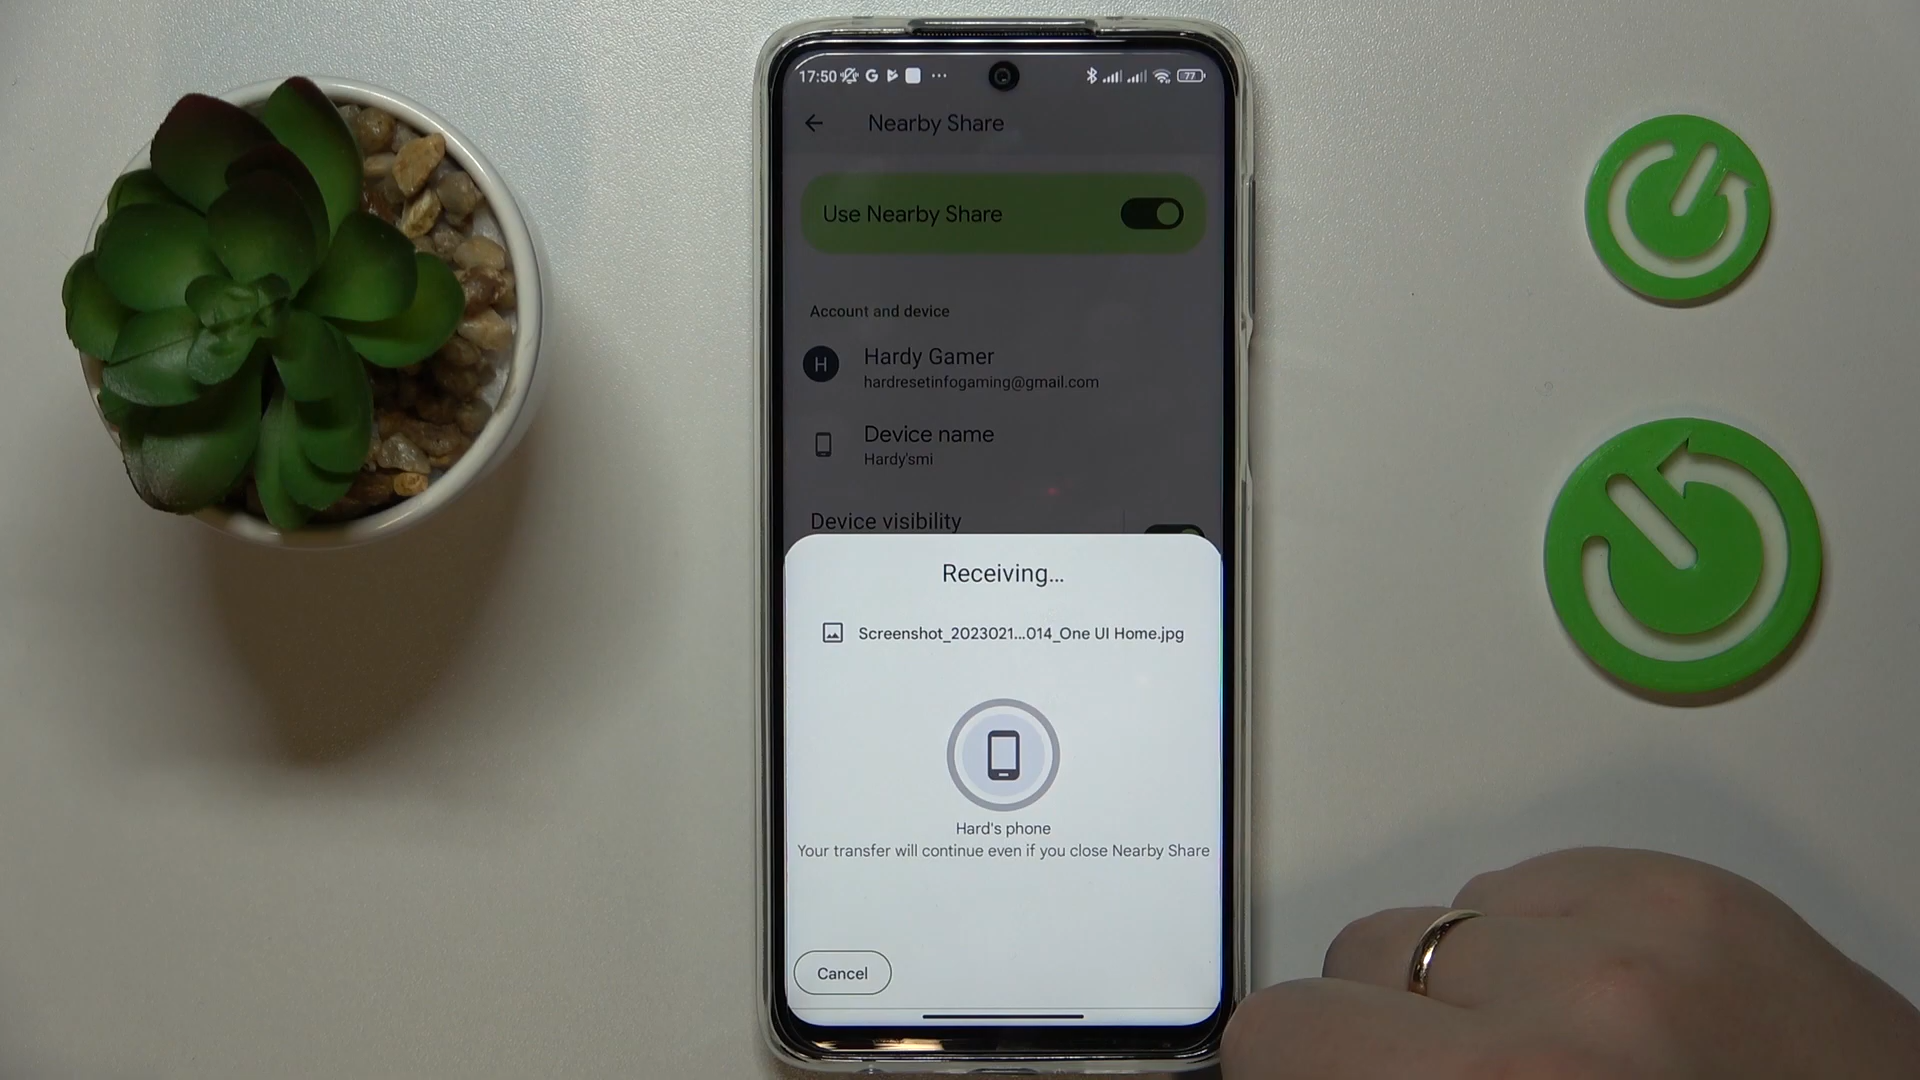 17:50 G ... 77
Nearby Share
Use Nearby Share
Account and device
H
Hardy Gamer
hardresetinfogaming@gmail.com
Device name
Hardy'smi
Device visibility
Receiving...
Screenshot_2023021...014_One UI Home.jpg
Hard's phone
Your transfer will continue even if you close Nearby Share
Cancel